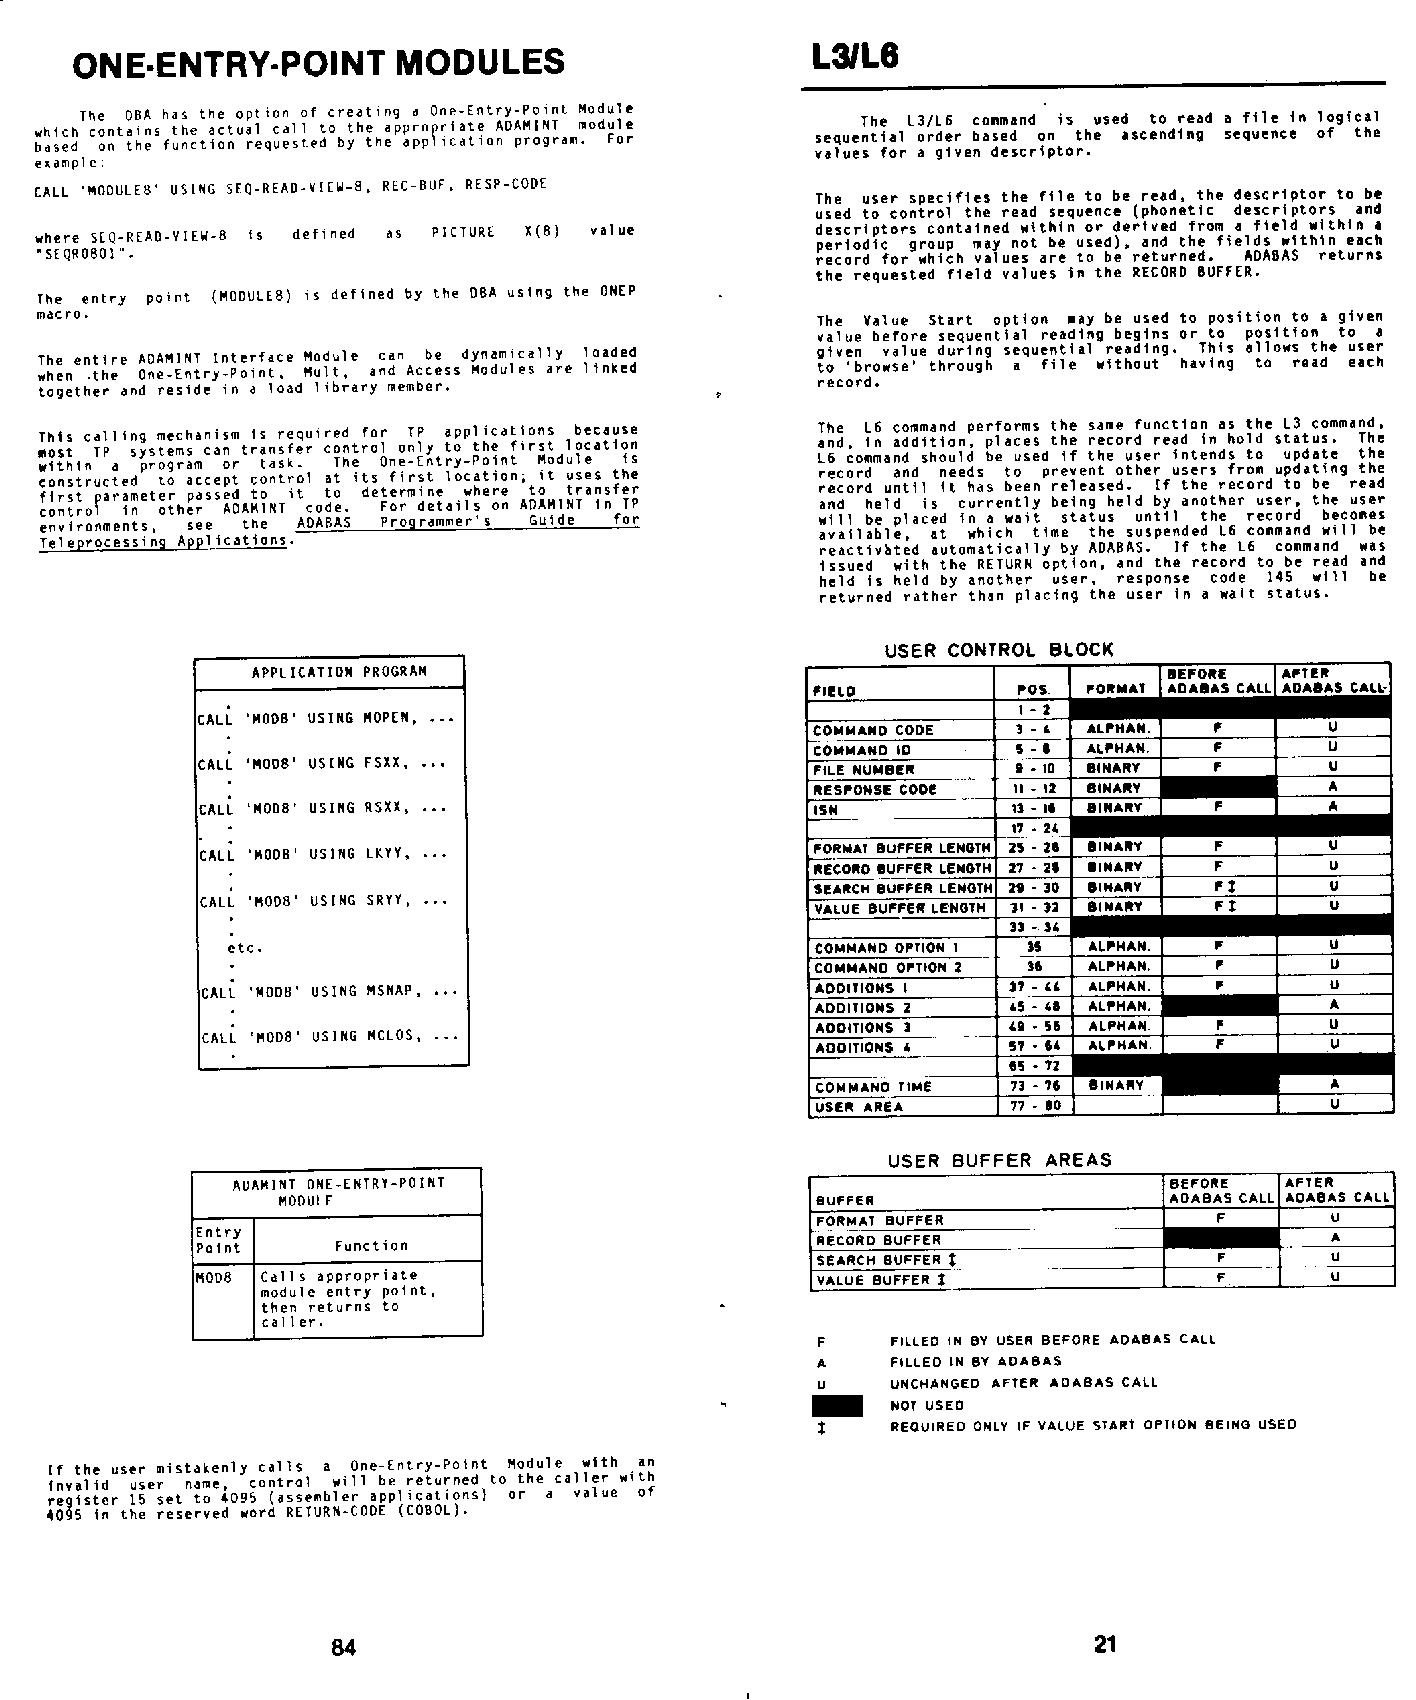 ONE-ENTRY-POINT MODULES
The DBA has the option of creating a One-Entry-Point Module
which contains the actual call to the appropriate ADAMINT module
based on the function requested by the application program. For
example:
CALL 'MODULE8' USING SEQ-READ-VIEW-8, REC-BUF, RESP-CODE
where SEQ-READ-VIEW-8 is defined as PICTURE X(8) value
"SEQR0801".
The entry point (MODULE8) is defined by the DBA using the ONEP
macro.
The entire ADAMINT Interface Module can be dynamically loaded
when the One-Entry-Point, Mult, and Access Modules are linked
together and reside in a load library member.
This calling mechanism is required for TP applications because
most TP systems can transfer control only to the first location
within a program or task. The One-Entry-Point Module is
constructed to accept control at its first location; it uses the
first parameter passed to it to determine where to transfer
control in other ADAMINT code. For details on ADAMINT in TP
environments, see the ADABAS Programmer's Guide for
Teleprocessing Applications.
APPLICATION PROGRAM
.
CALL 'MOD8' USING MOPEN, ...
.
.
CALL 'MOD8' USING FSXX, ...
.
.
CALL 'MOD8' USING RSXX, ...
.
.
CALL 'MOD8' USING LKYY, ...
.
.
CALL 'MOD8' USING SRYY, ...
.
.
etc.
.
.
CALL 'MOD8' USING MSNAP, ...
.
.
CALL 'MOD8' USING MCLOS, ...
.
ADAMINT ONE-ENTRY-POINT
MODULE
Entry
Point Function
MOD8 Calls appropriate
module entry point,
then returns to
caller.
If the user mistakenly calls a One-Entry-Point Module with an
invalid user name, control will be returned to the caller with
register 15 set to 4095 (assembler applications) or a value of
4095 in the reserved word RETURN-CODE (COBOL).
84
L3/L6
The L3/L6 command is used to read a file in logical
sequential order based on the ascending sequence of the
values for a given descriptor.
The user specifies the file to be read, the descriptor to be
used to control the read sequence (phonetic descriptors and
descriptors contained within or derived from a field within a
periodic group may not be used), and the fields within each
record for which values are to be returned. ADABAS returns
the requested field values in the RECORD BUFFER.
The Value Start option may be used to position to a given
value before sequential reading begins or to position to a
given value during sequential reading. This allows the user
to 'browse' through a file without having to read each
record.
The L6 command performs the same function as the L3 command,
and, in addition, places the record read in hold status. The
L6 command should be used if the user intends to update the
record and needs to prevent other users from updating the
record until it has been released. If the record to be read
and held is currently being held by another user, the user
will be placed in a wait status until the record becomes
available, at which time the suspended L6 command will be
reactivated automatically by ADABAS. If the L6 command was
issued with the RETURN option, and the record to be read and
held is held by another user, response code 145 will be
returned rather than placing the user in a wait status.
USER CONTROL BLOCK
FIELD POS. FORMAT BEFORE ADABAS CALL AFTER ADABAS CALL
1 - 2
COMMAND CODE 3 - 4 ALPHAN. F U
COMMAND ID 5 - 8 ALPHAN. F U
FILE NUMBER 9 - 10 BINARY F U
RESPONSE CODE 11 - 12 BINARY A
ISN 13 - 16 BINARY F A
17 - 24
FORMAT BUFFER LENGTH 25 - 26 BINARY F U
RECORD BUFFER LENGTH 27 - 28 BINARY F U
SEARCH BUFFER LENGTH 29 - 30 BINARY F ‡ U
VALUE BUFFER LENGTH 31 - 32 BINARY F ‡ U
33 - 34
COMMAND OPTION 1 35 ALPHAN. F U
COMMAND OPTION 2 36 ALPHAN. F U
ADDITIONS 1 37 - 44 ALPHAN. F U
ADDITIONS 2 45 - 48 ALPHAN. A
ADDITIONS 3 49 - 56 ALPHAN. F U
ADDITIONS 4 57 - 64 ALPHAN. F U
65 - 72
COMMAND TIME 73 - 76 BINARY A
USER AREA 77 - 80 U
USER BUFFER AREAS
BUFFER BEFORE ADABAS CALL AFTER ADABAS CALL
FORMAT BUFFER F U
RECORD BUFFER A
SEARCH BUFFER ‡ F U
VALUE BUFFER ‡ F U
F FILLED IN BY USER BEFORE ADABAS CALL
A FILLED IN BY ADABAS
U UNCHANGED AFTER ADABAS CALL
NOT USED
‡ REQUIRED ONLY IF VALUE START OPTION BEING USED
21